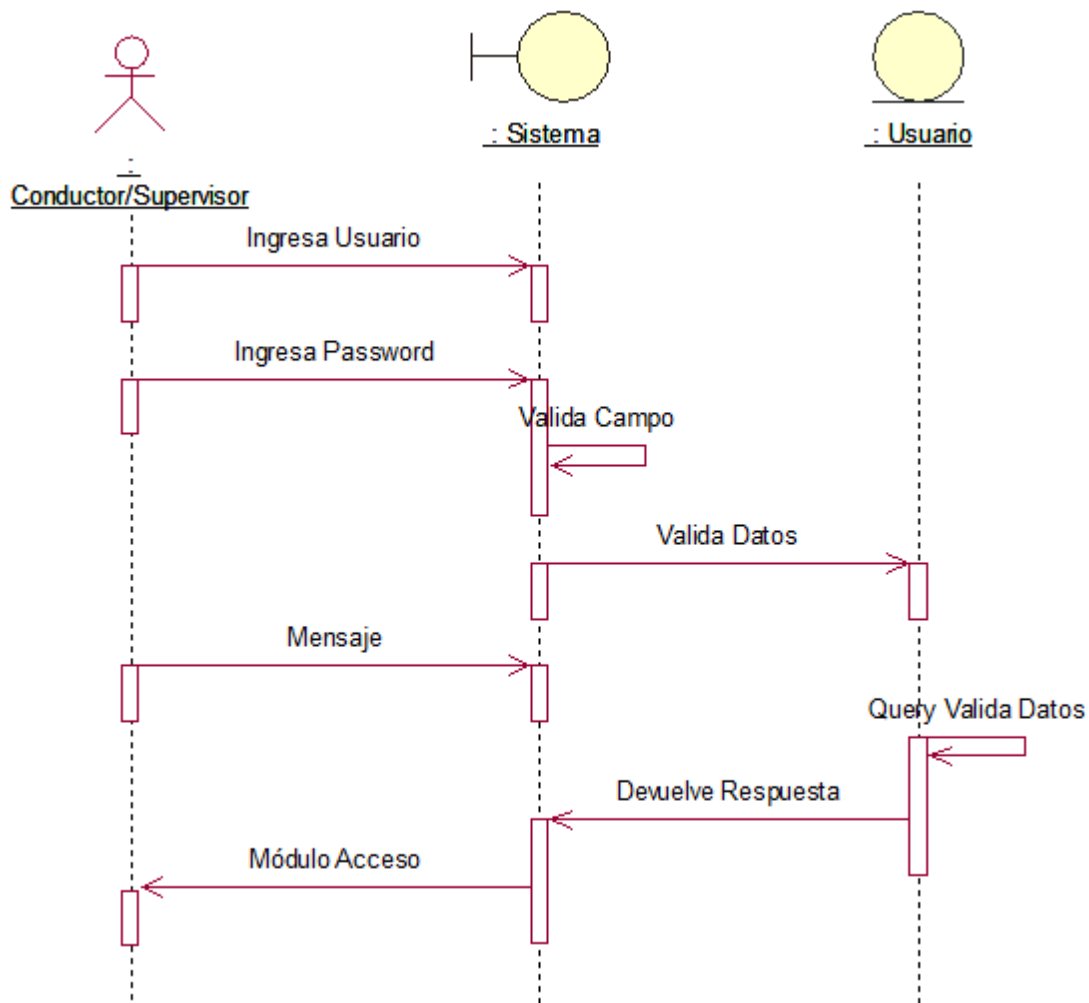 :
Conductor/Supervisor
: Sistema
: Usuario
Ingresa Usuario
Ingresa Password
Valida Campo
Valida Datos
Mensaje
Query Valida Datos
Devuelve Respuesta
Módulo Acceso